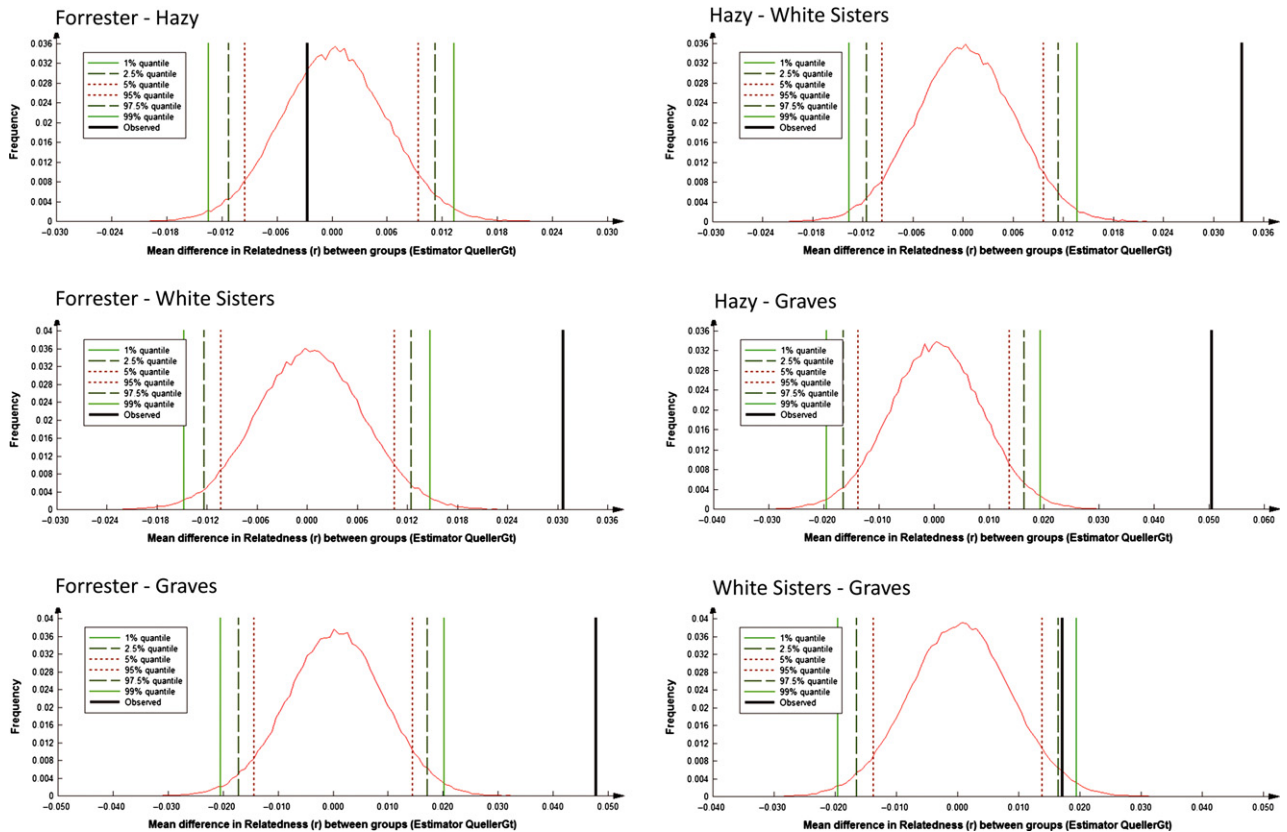 Forrester - Hazy
Frequency
0.036
0.032
0.028
0.024
0.020
0.016
0.012
0.008
0.004
0
1% quantile
2.5% quantile
5% quantile
95% quantile
97.5% quantile
99% quantile
Observed
−0.030 −0.024 −0.018 −0.012 −0.006 0.000 0.006 0.012 0.018 0.024 0.030
Mean difference in Relatedness (r) between groups (Estimator QuellerGt)
Hazy - White Sisters
Frequency
0.036
0.032
0.028
0.024
0.020
0.016
0.012
0.008
0.004
0
1% quantile
2.5% quantile
5% quantile
95% quantile
97.5% quantile
99% quantile
Observed
−0.030 −0.024 −0.018 −0.012 −0.006 0.000 0.006 0.012 0.018 0.024 0.030 0.036
Mean difference in Relatedness (r) between groups (Estimator QuellerGt)
Forrester - White Sisters
Frequency
0.04
0.036
0.032
0.028
0.024
0.020
0.016
0.012
0.008
0.004
0
1% quantile
2.5% quantile
5% quantile
95% quantile
97.5% quantile
99% quantile
Observed
−0.030 −0.024 −0.018 −0.012 −0.006 0.000 0.006 0.012 0.018 0.024 0.030 0.036
Mean difference in Relatedness (r) between groups (Estimator QuellerGt)
Hazy - Graves
Frequency
0.036
0.032
0.028
0.024
0.020
0.016
0.012
0.008
0.004
0
1% quantile
2.5% quantile
5% quantile
95% quantile
97.5% quantile
99% quantile
Observed
−0.040 −0.030 −0.020 −0.010 0.000 0.010 0.020 0.030 0.040 0.050 0.060
Mean difference in Relatedness (r) between groups (Estimator QuellerGt)
Forrester - Graves
Frequency
0.04
0.036
0.032
0.028
0.024
0.020
0.016
0.012
0.008
0.004
0
1% quantile
2.5% quantile
5% quantile
95% quantile
97.5% quantile
99% quantile
Observed
−0.050 −0.040 −0.030 −0.020 −0.010 0.000 0.010 0.020 0.030 0.040 0.050
Mean difference in Relatedness (r) between groups (Estimator QuellerGt)
White Sisters - Graves
Frequency
0.04
0.036
0.032
0.028
0.024
0.020
0.016
0.012
0.008
0.004
0
1% quantile
2.5% quantile
5% quantile
95% quantile
97.5% quantile
99% quantile
Observed
−0.040 −0.030 −0.020 −0.010 0.000 0.010 0.020 0.030 0.040 0.050
Mean difference in Relatedness (r) between groups (Estimator QuellerGt)